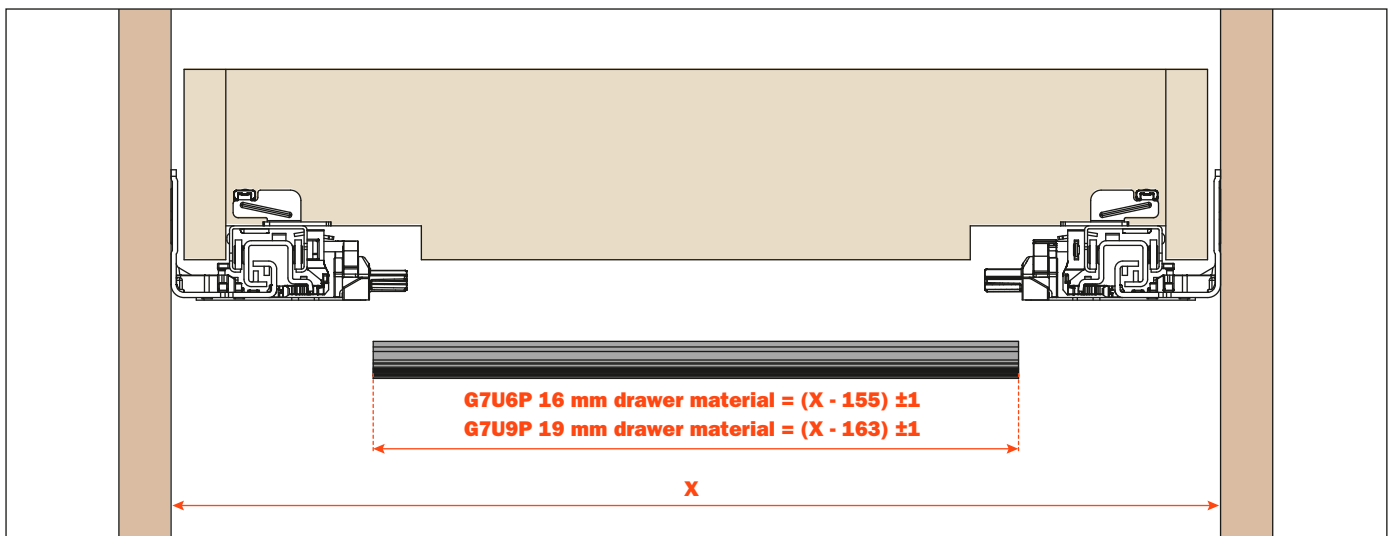 G7U6P 16 mm drawer material = (X - 155) ±1
G7U9P 19 mm drawer material = (X - 163) ±1
X